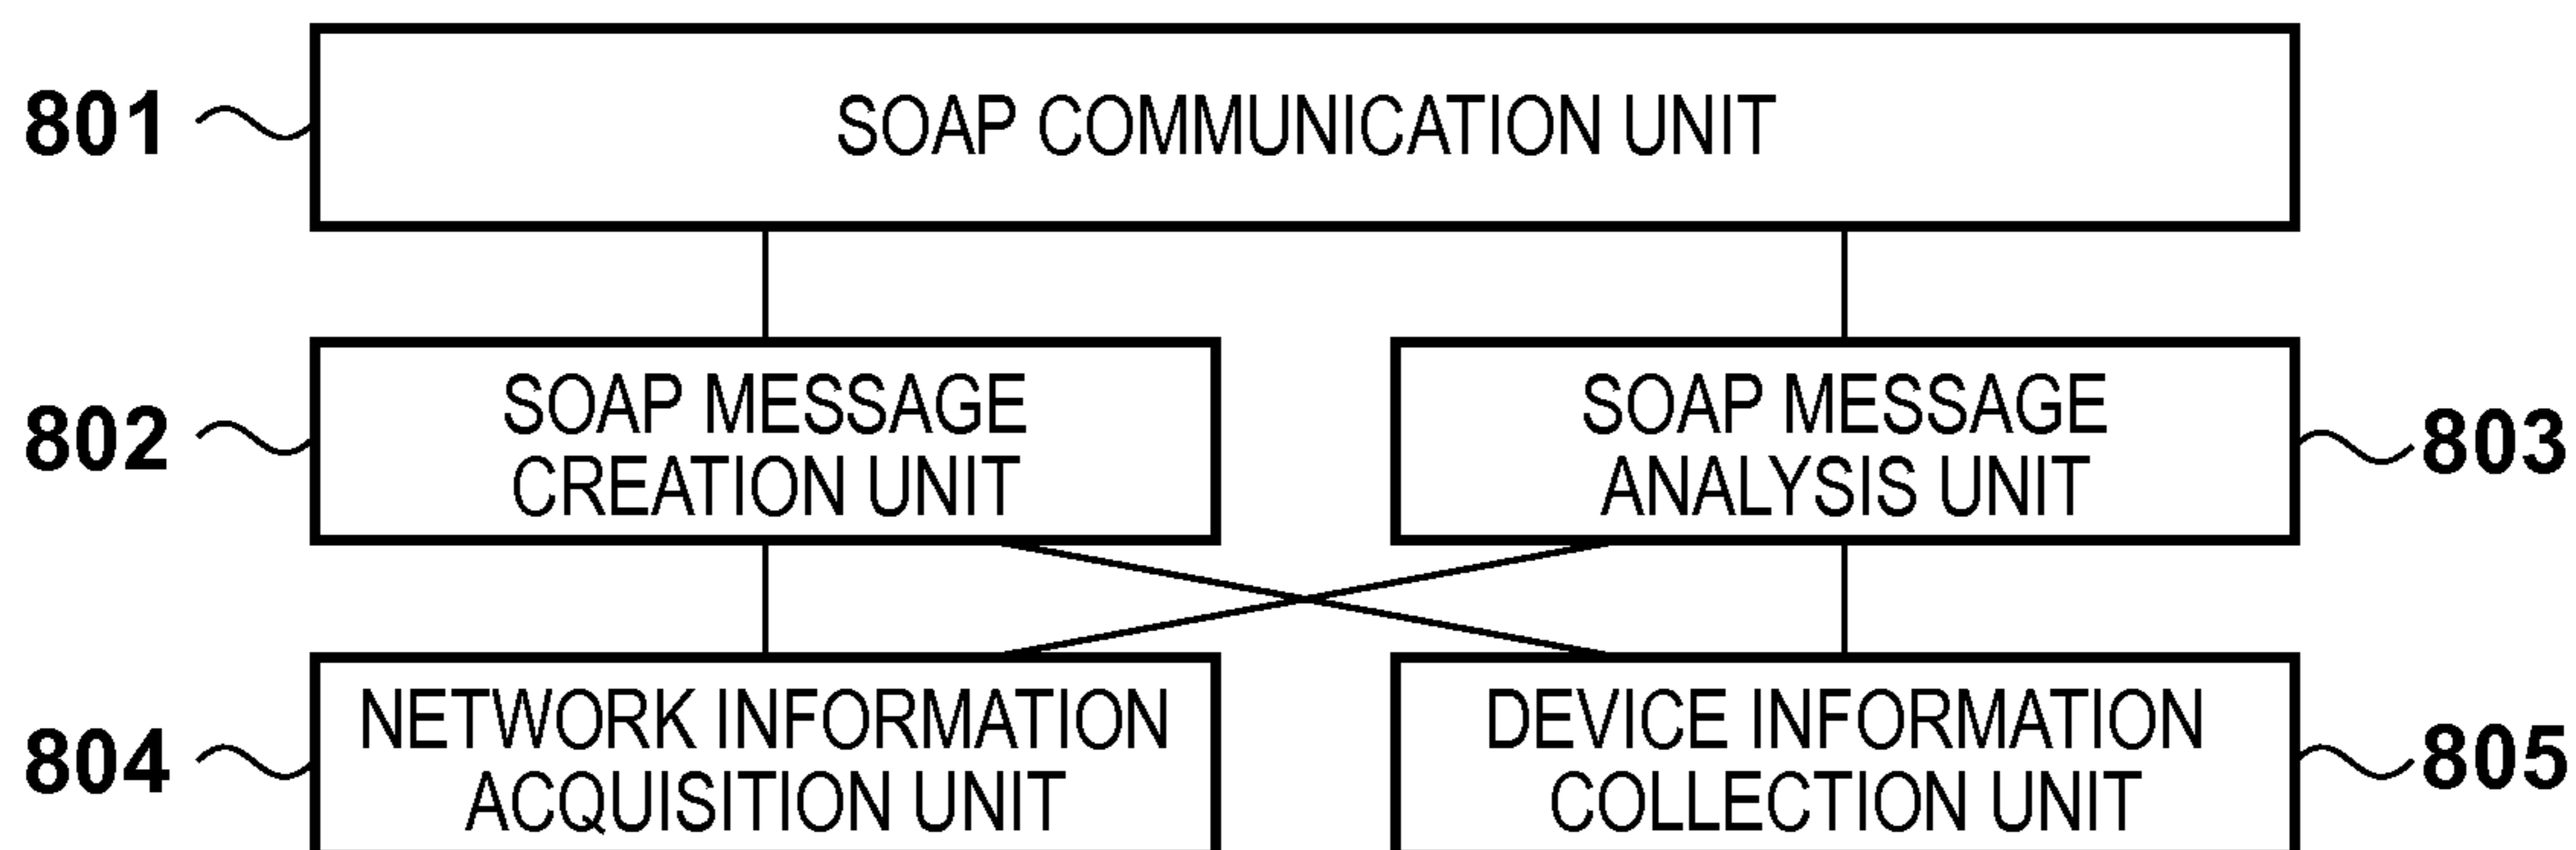 801
SOAP COMMUNICATION UNIT
802
SOAP MESSAGE
CREATION UNIT
SOAP MESSAGE
ANALYSIS UNIT
803
804
NETWORK INFORMATION
ACQUISITION UNIT
DEVICE INFORMATION
COLLECTION UNIT
805